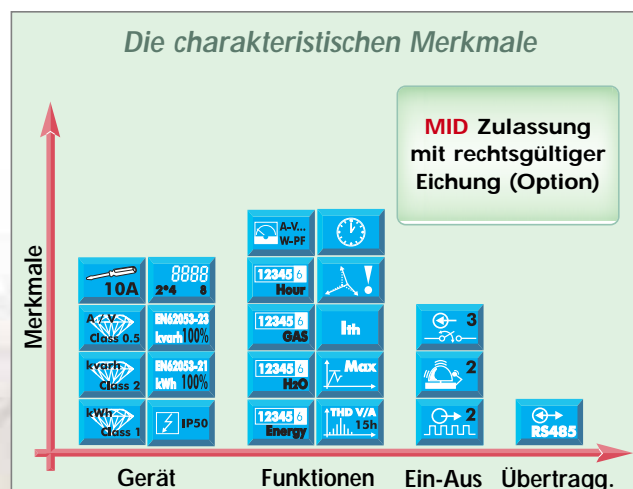 Die charakteristischen Merkmale
MID Zulassung
mit rechtsgültiger
Eichung (Option)
Merkmale
A-V...
W-PF
10A
8888
2*4 8
12345 6
Hour
A / V
Class 0.5
EN62053-23
kvarh 100%
12345 6
GAS
Ith
3
kvarh
Class 2
EN62053-21
kWh 100%
12345 6
H2O
Max
2
kWh
Class 1
IP50
12345 6
Energy
THD V/A
15h
2
RS485
Gerät
Funktionen
Ein-Aus
Übertragg.